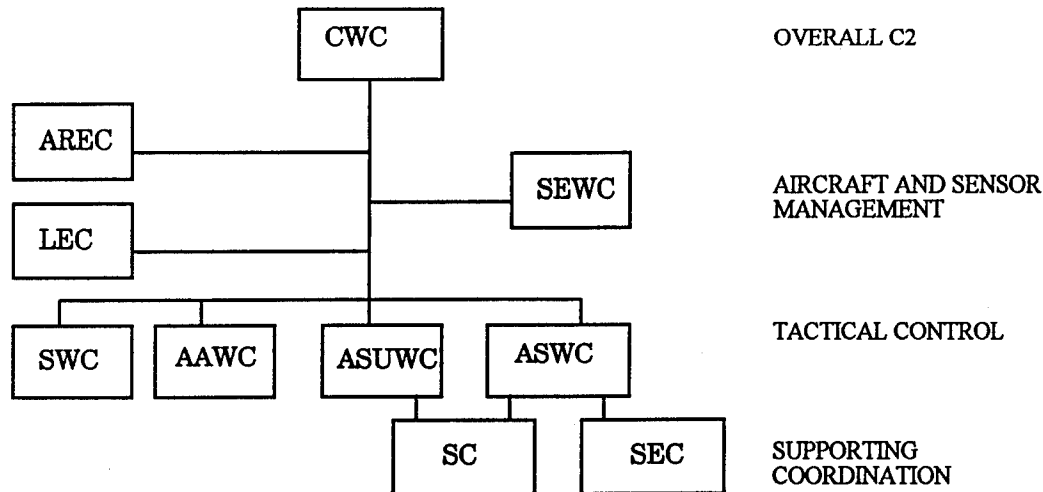 CWC
OVERALL C2
AREC
SEWC
AIRCRAFT AND SENSOR
MANAGEMENT
LEC
SWC
AAWC
ASUWC
ASWC
TACTICAL CONTROL
SC
SEC
SUPPORTING
COORDINATION